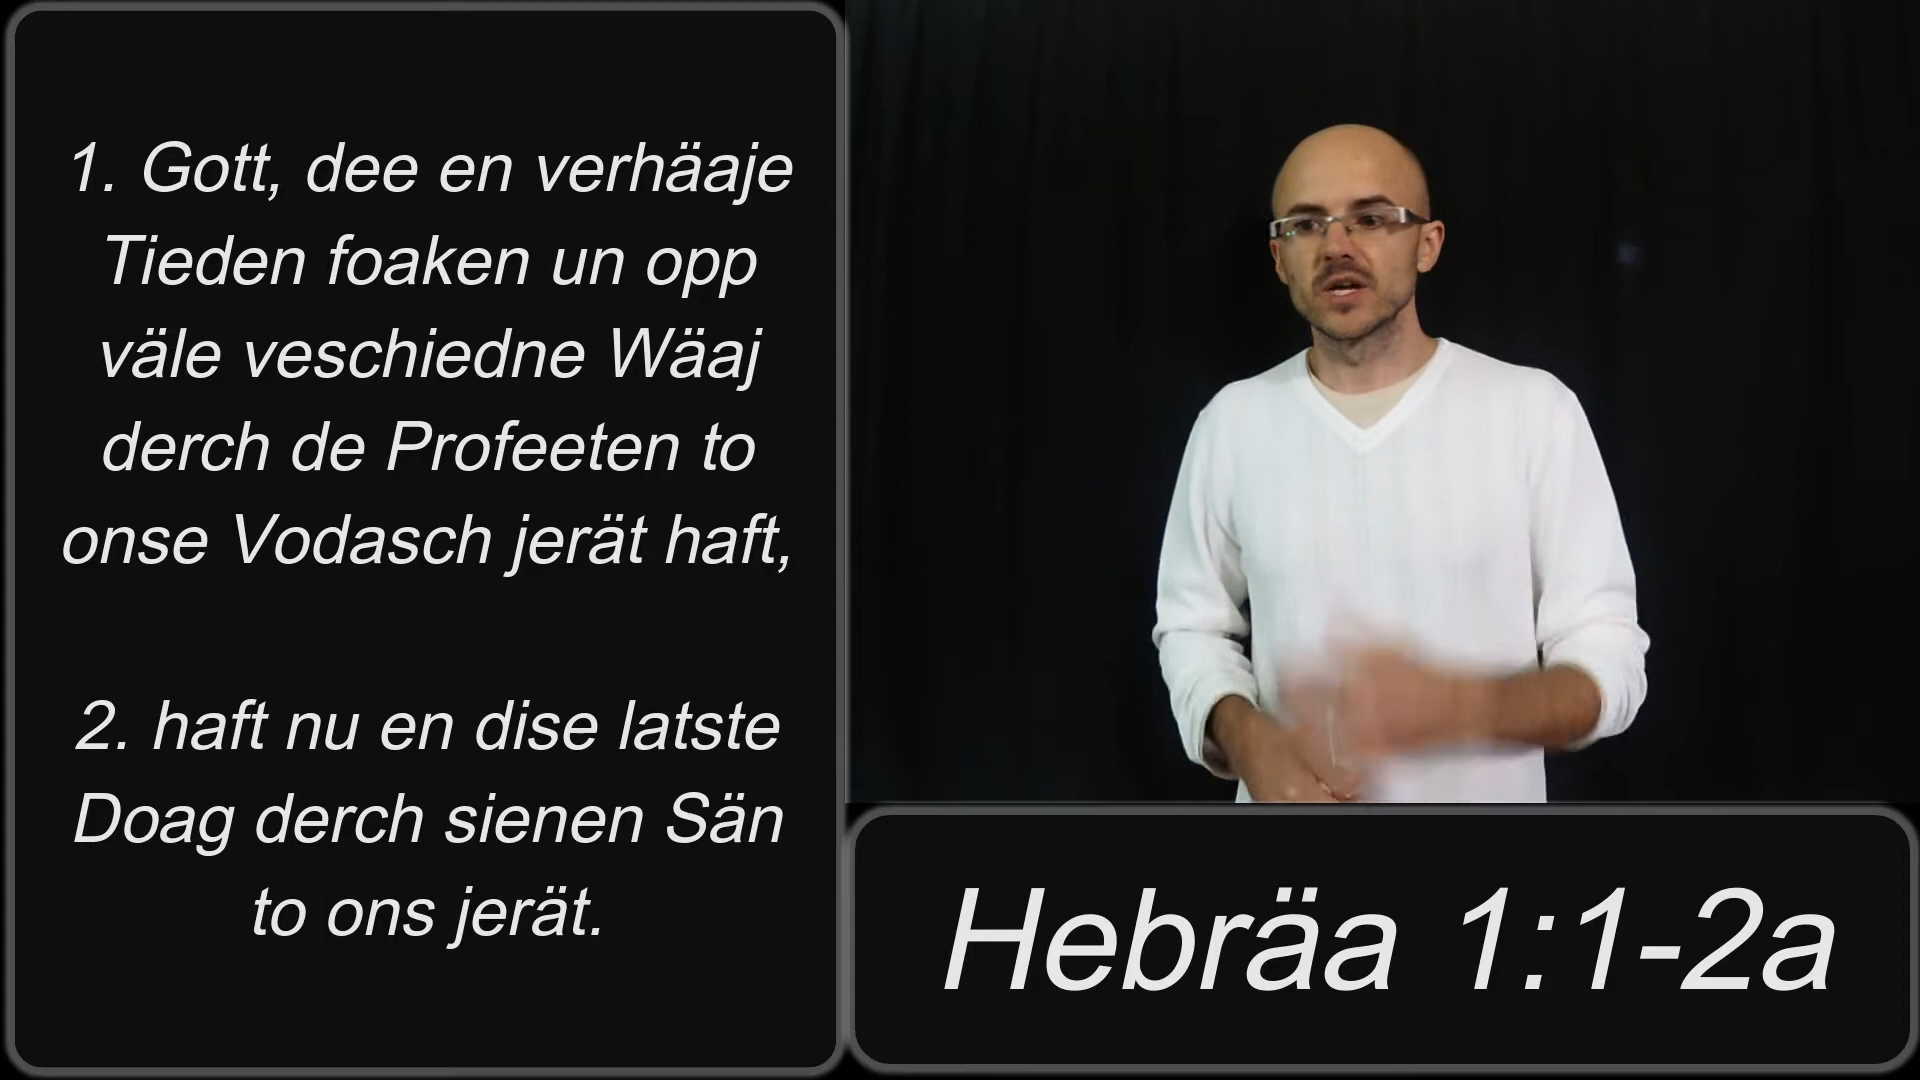 1. Gott, dee en verhäaje
Tieden foaken un opp
väle veschiedne Wäaj
derch de Profeeten to
onse Vodasch jerät haft,
2. haft nu en dise latste
Doag derch sienen Sän
to ons jerät.
Hebräa 1:1-2a